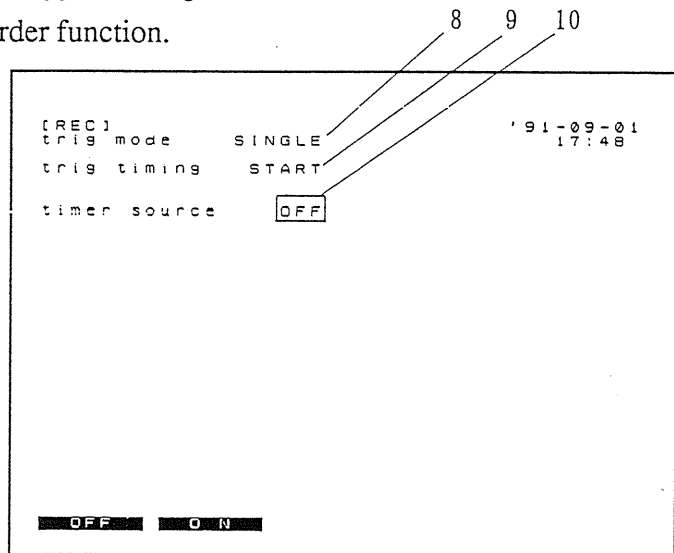 8 9 10
rder function.
[REC] '91-09-01
trig mode SINGLE 17:48
trig timing START
timer source OFF
OFF ON